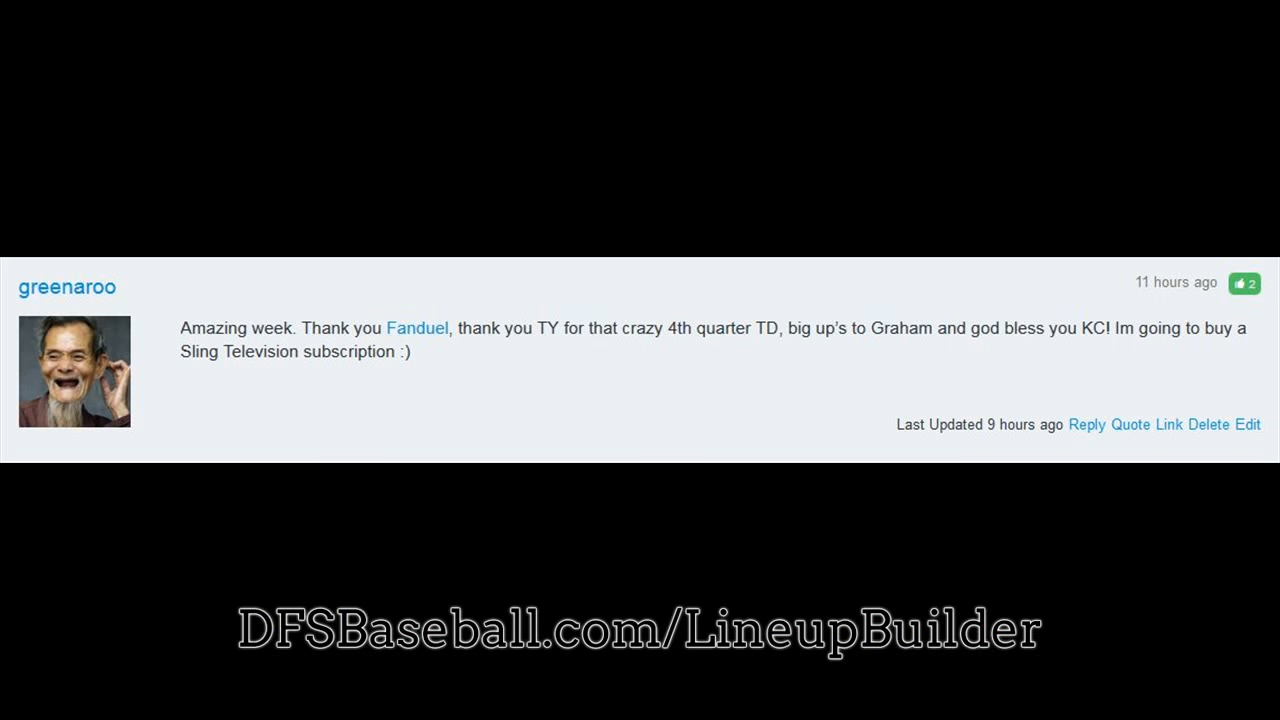 greenaroo
11 hours ago 2
Amazing week. Thank you Fanduel, thank you TY for that crazy 4th quarter TD, big up's to Graham and god bless you KC! Im going to buy a
Sling Television subscription :)
Last Updated 9 hours ago Reply Quote Link Delete Edit
DFSBaseball.com/LineupBuilder